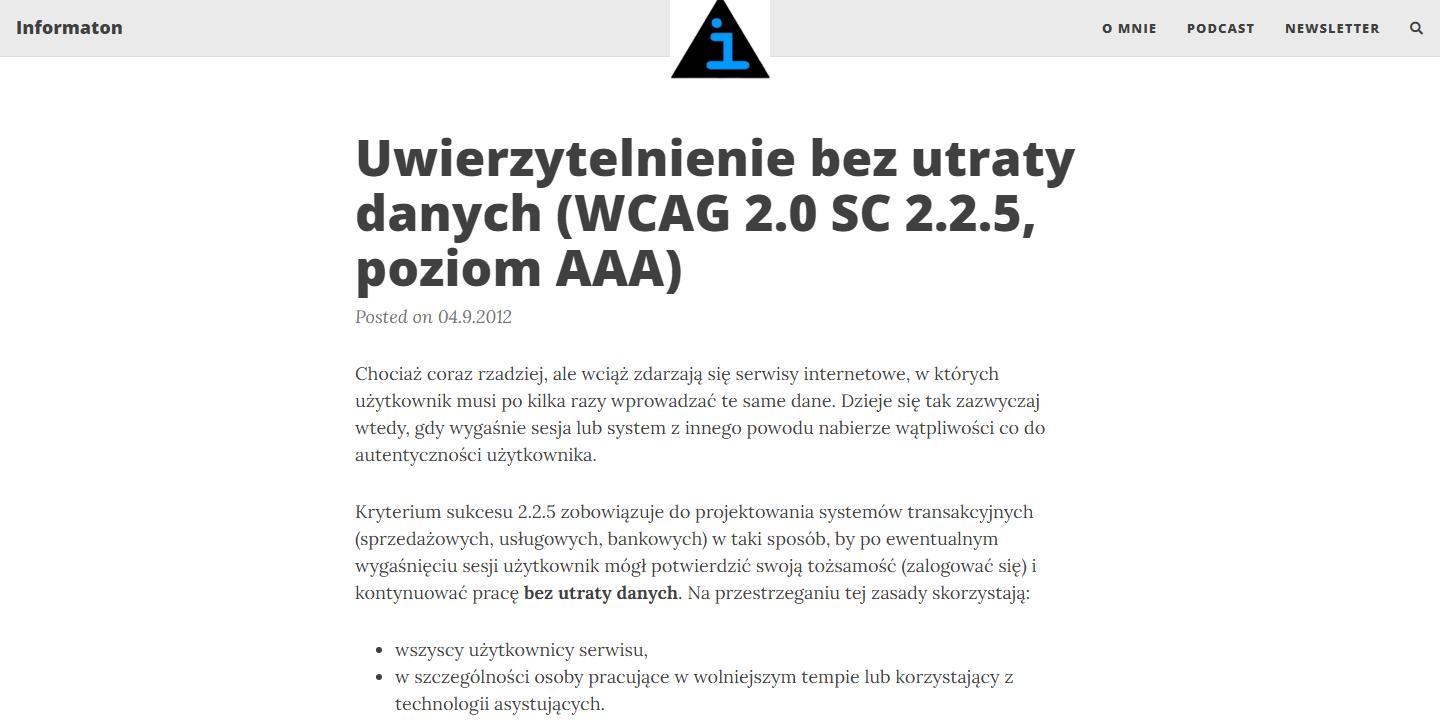 Informaton
i
O MNIE
PODCAST
NEWSLETTER
Uwierzytelnienie bez utraty
danych (WCAG 2.0 SC 2.2.5,
poziom AAA)
Posted on 04.9.2012
Chociaż coraz rzadziej, ale wciąż zdarzają się serwisy internetowe, w których
użytkownik musi po kilka razy wprowadzać te same dane. Dzieje się tak zazwyczaj
wtedy, gdy wygaśnie sesja lub system z innego powodu nabierze wątpliwości co do
autentyczności użytkownika.
Kryterium sukcesu 2.2.5 zobowiązuje do projektowania systemów transakcyjnych
(sprzedażowych, usługowych, bankowych) w taki sposób, by po ewentualnym
wygaśnięciu sesji użytkownik mógł potwierdzić swoją tożsamość (zalogować się) i
kontynuować pracę bez utraty danych. Na przestrzeganiu tej zasady skorzystają:
• wszyscy użytkownicy serwisu,
• w szczególności osoby pracujące w wolniejszym tempie lub korzystający z
technologii asystujących.